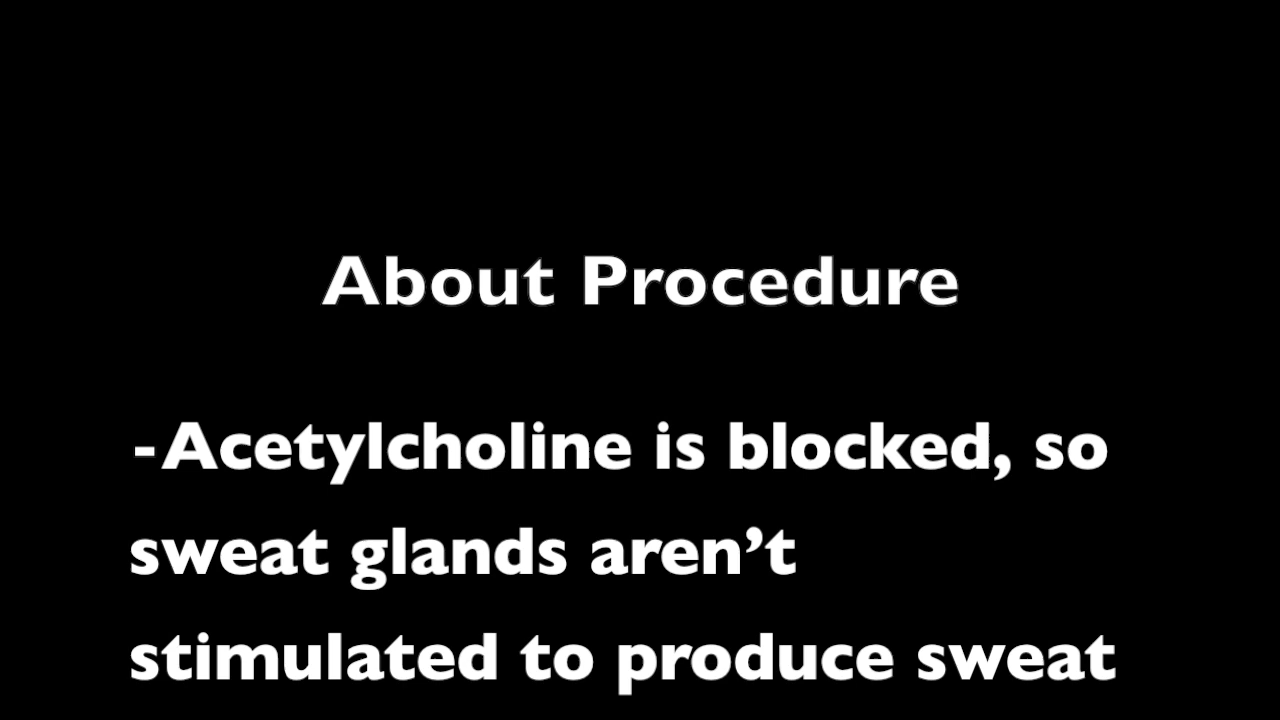 About Procedure
-Acetylcholine is blocked, so
sweat glands aren’t
stimulated to produce sweat